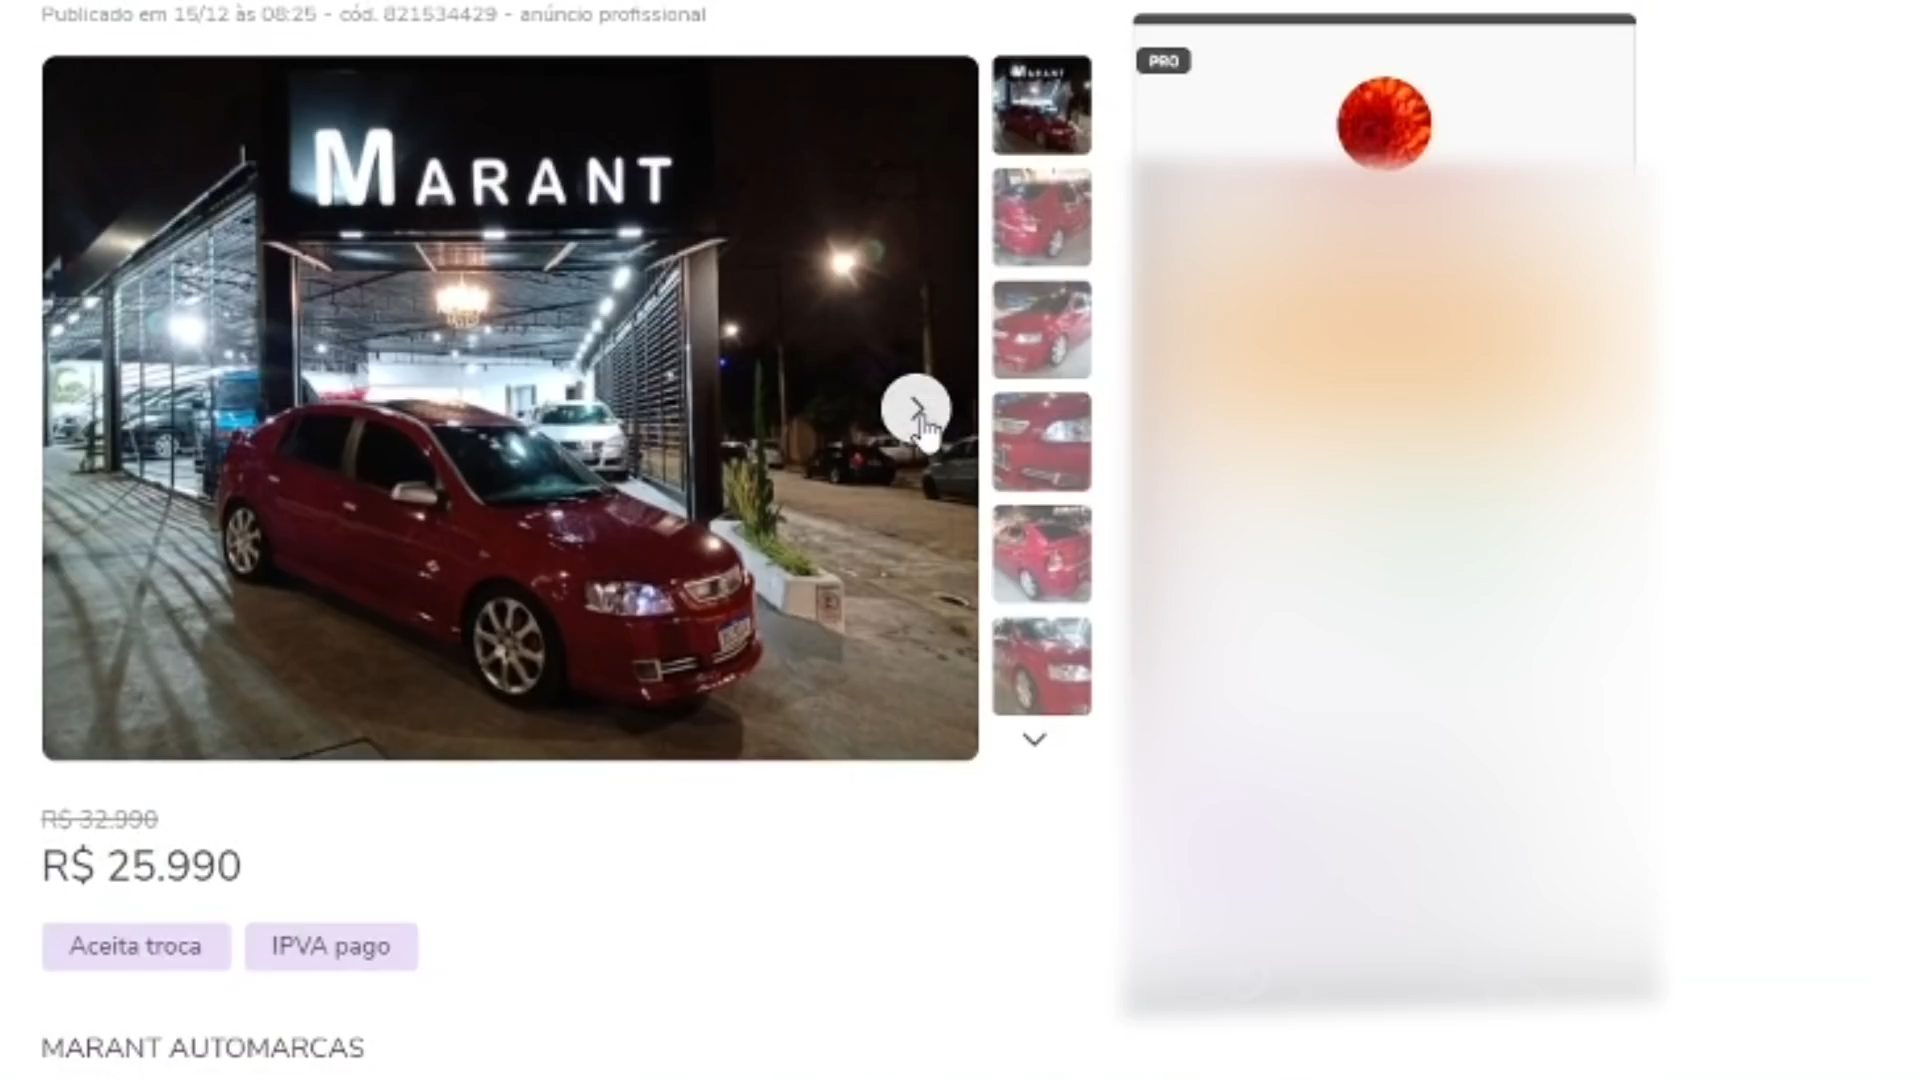 Publicado em 15/12 às 08:25 - cód. 821534429 - anúncio profissional
MARANT
PRO
R$ 32.990
R$ 25.990
Aceita troca
IPVA pago
MARANT AUTOMARCAS